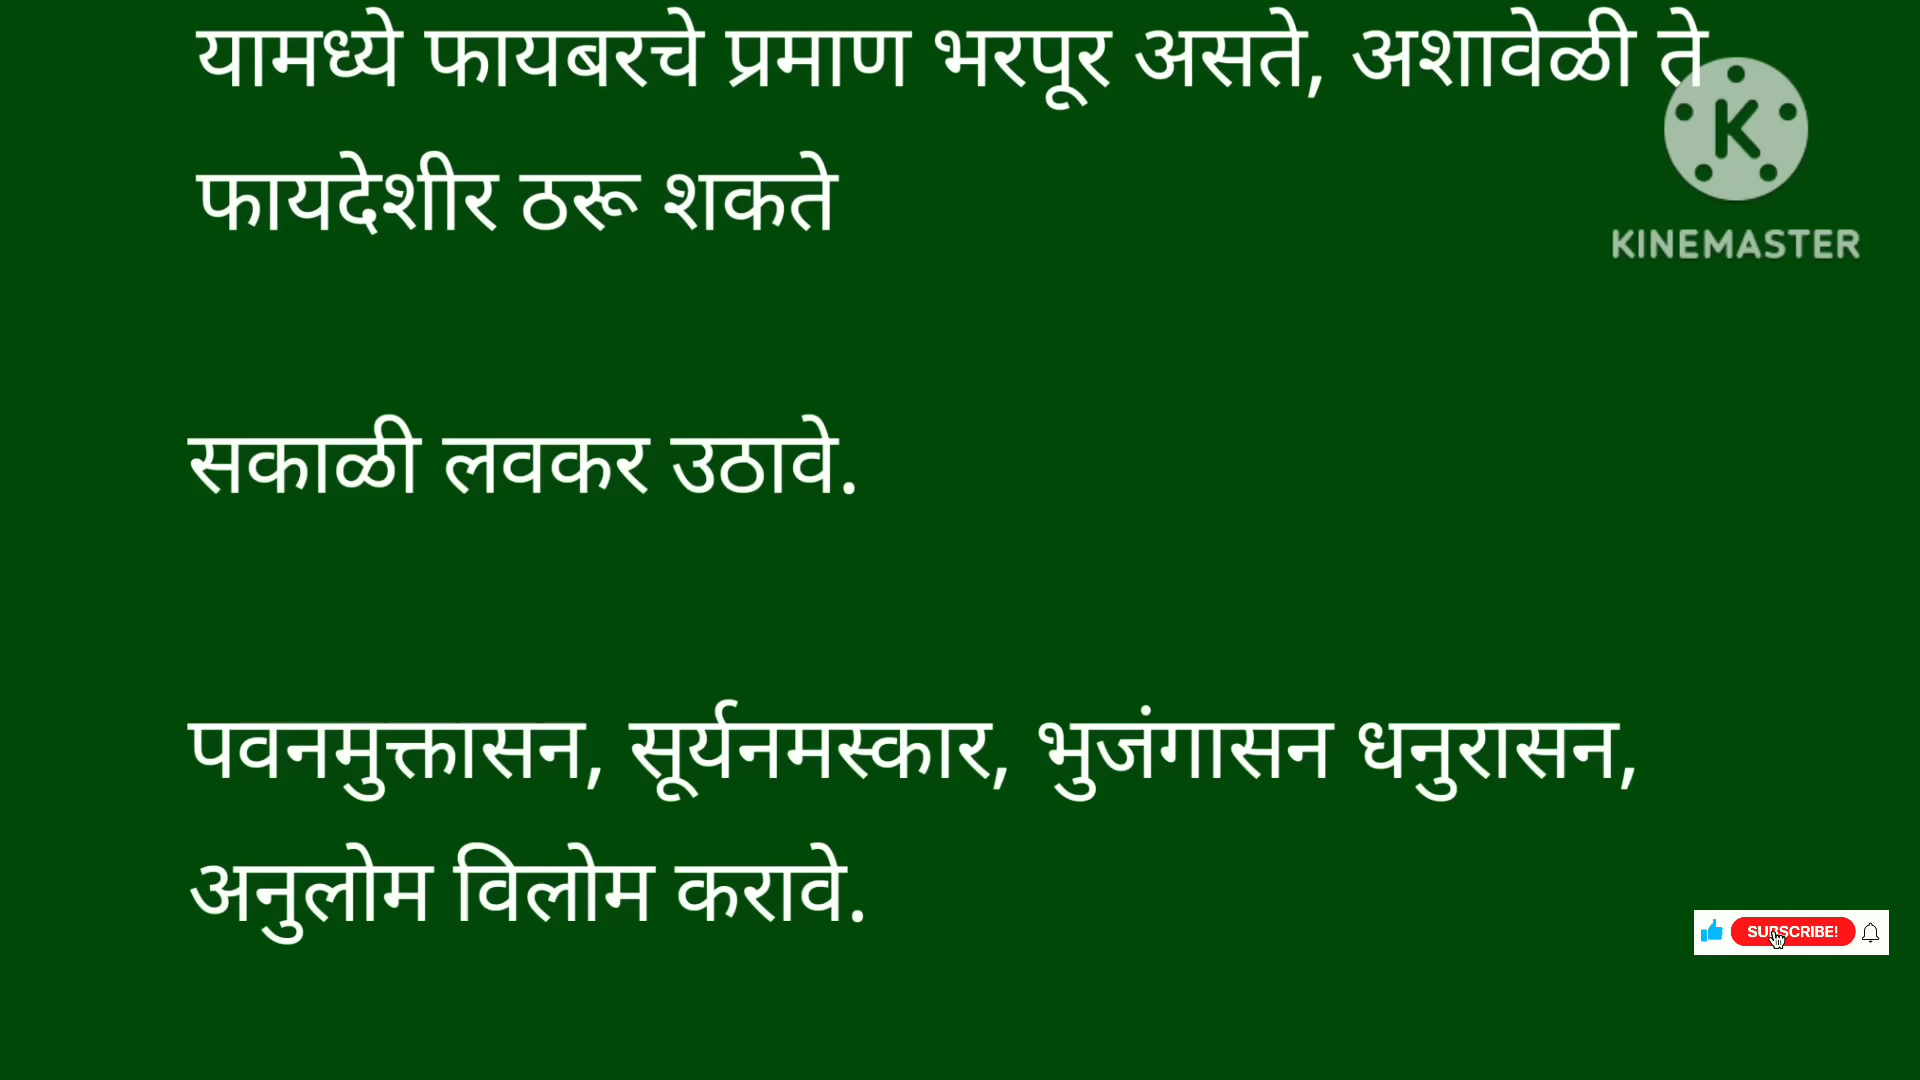 यामध्ये फायबरचे प्रमाण भरपूर असते, अशावेळी ते
फायदेशीर ठरू शकते
K
KINEMASTER
सकाळी लवकर उठावे.
पवनमुक्तासन, सूर्यनमस्कार, भुजंगासन धनुरासन,
अनुलोम विलोम करावे.
SUBSCRIBE!